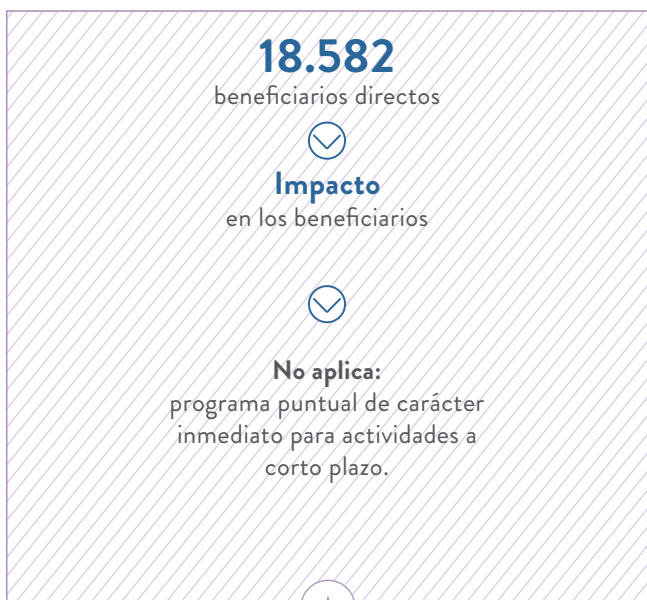 18.582
beneficiarios directos
Impacto
en los beneficiarios
No aplica:
programa puntual de carácter
inmediato para actividades a
corto plazo.